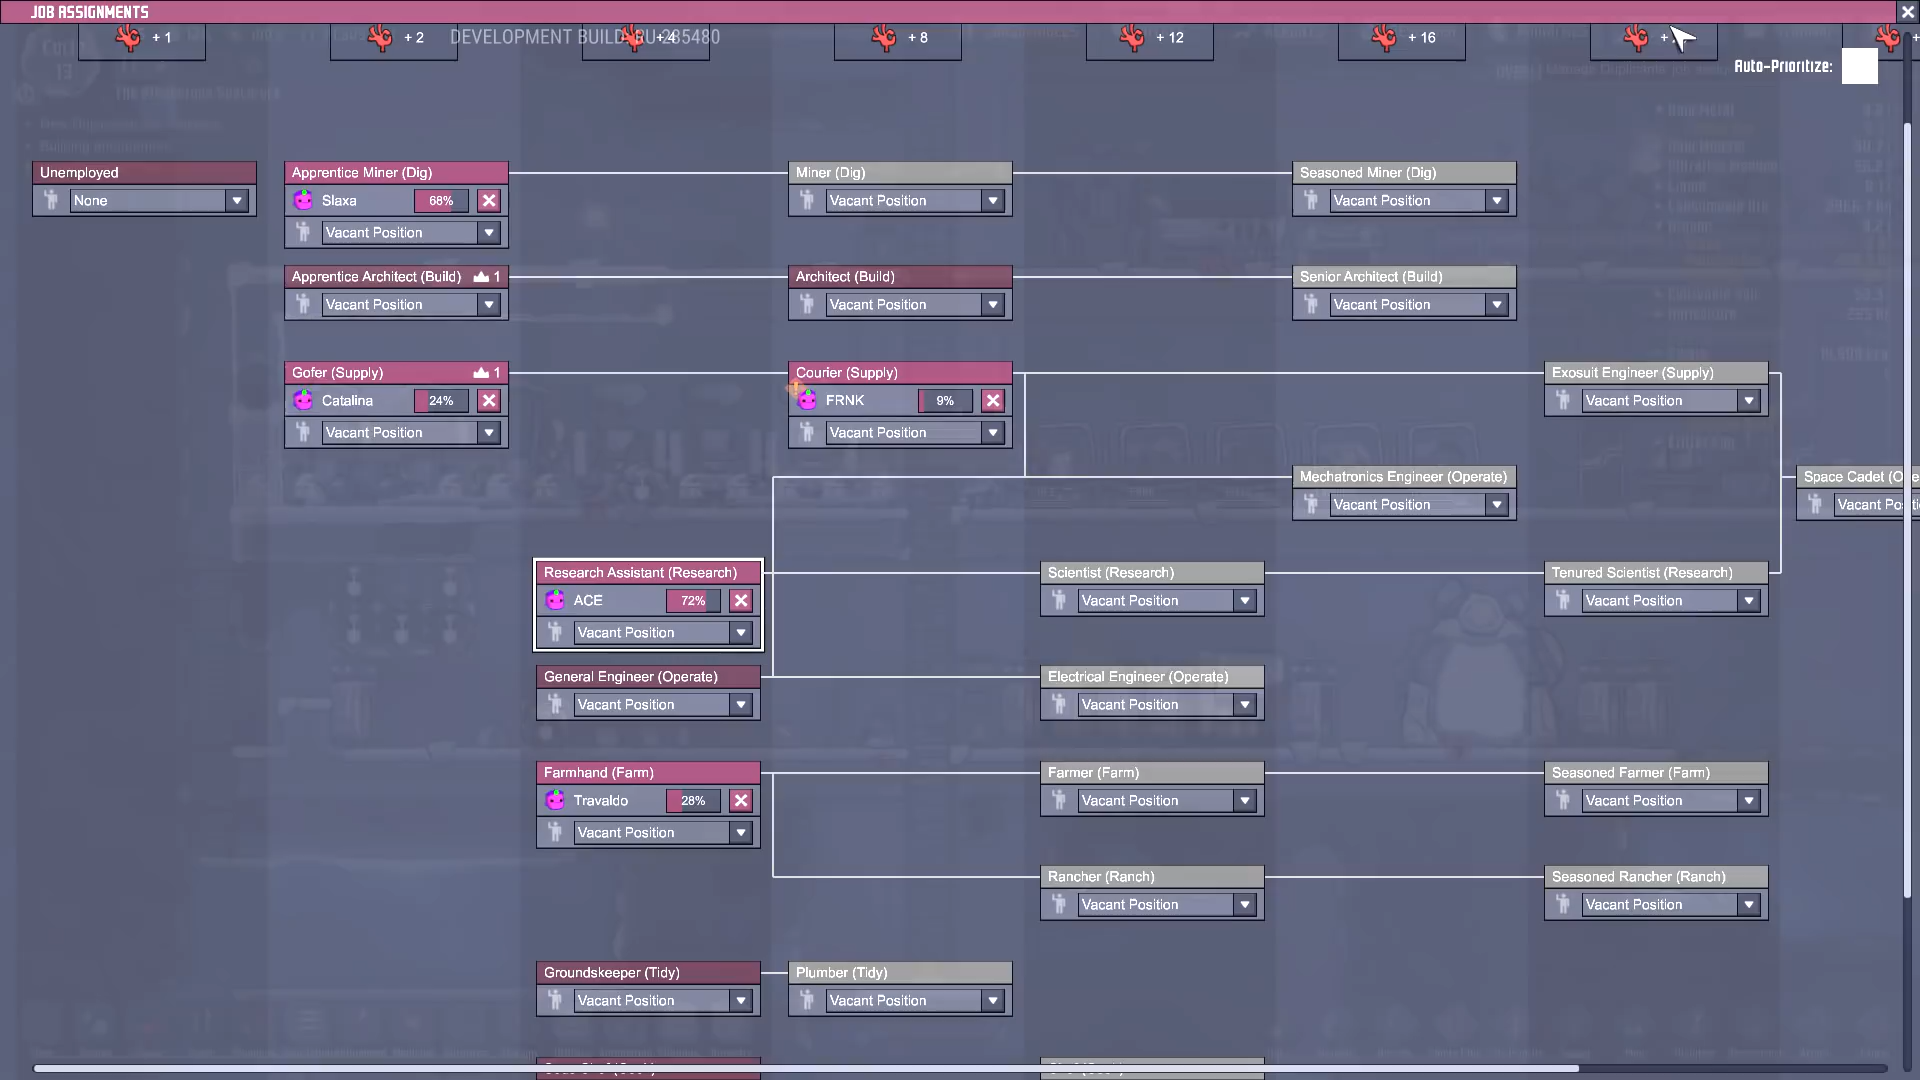 JOB ASSIGNMENTS
+ 1
+ 2
DEVELOPMENT BUILD
+ 4
+ 8
+ 12
+ 16
Auto-Prioritize:
Unemployed
None
Apprentice Miner (Dig)
Slaxa
68%
Vacant Position
Miner (Dig)
Vacant Position
Seasoned Miner (Dig)
Vacant Position
Apprentice Architect (Build)
1
Vacant Position
Architect (Build)
Vacant Position
Senior Architect (Build)
Vacant Position
Gofer (Supply)
1
Catalina
24%
Vacant Position
Courier (Supply)
FRNK
9%
Vacant Position
Exosuit Engineer (Supply)
Vacant Position
Mechatronics Engineer (Operate)
Vacant Position
Space Cadet
Vacant
Research Assistant (Research)
ACE
72%
Vacant Position
Scientist (Research)
Vacant Position
Tenured Scientist (Research)
Vacant Position
General Engineer (Operate)
Vacant Position
Electrical Engineer (Operate)
Vacant Position
Farmhand (Farm)
Travaldo
28%
Vacant Position
Farmer (Farm)
Vacant Position
Seasoned Farmer (Farm)
Vacant Position
Rancher (Ranch)
Vacant Position
Seasoned Rancher (Ranch)
Vacant Position
Groundskeeper (Tidy)
Vacant Position
Plumber (Tidy)
Vacant Position